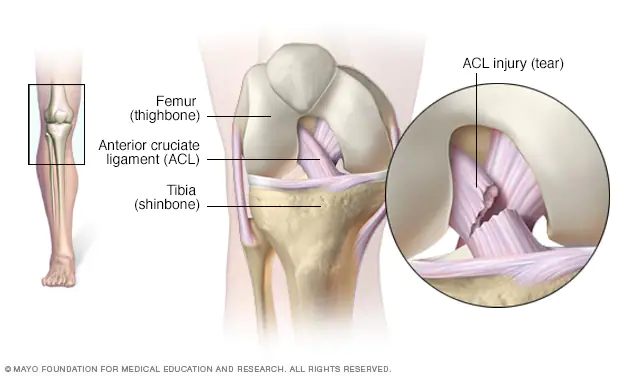 ACL injury (tear)
Femur
(thighbone)
Anterior cruciate
ligament (ACL)
Tibia
(shinbone)
© MAYO FOUNDATION FOR MEDICAL EDUCATION AND RESEARCH. ALL RIGHTS RESERVED.